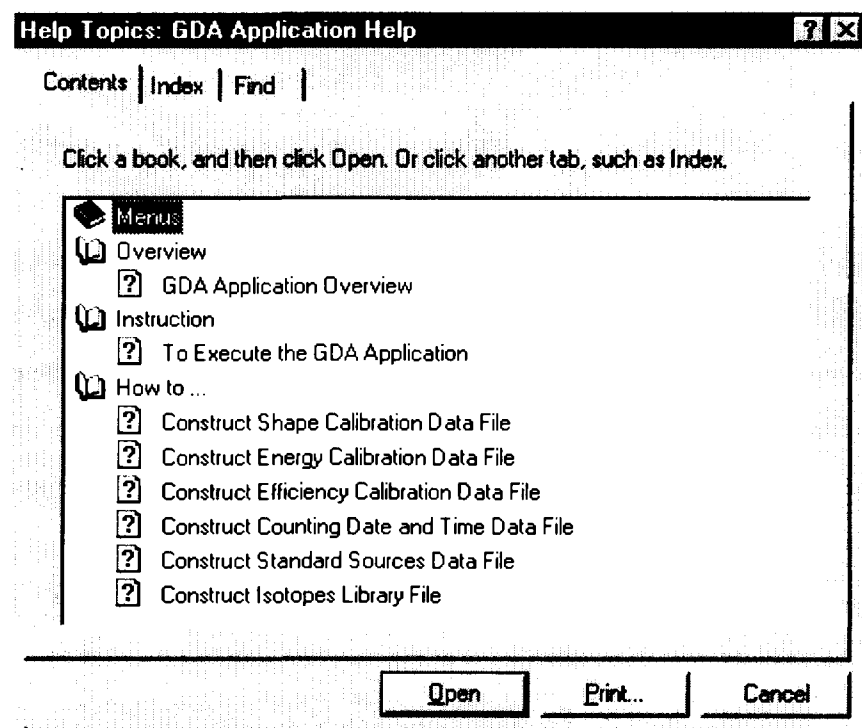 Help Topics: GDA Application Help
Contents Index Find
Click a book, and then click Open. Or click another tab, such as Index.
Menus
Overview
? GDA Application Overview
Instruction
? To Execute the GDA Application
How to ...
? Construct Shape Calibration Data File
? Construct Energy Calibration Data File
? Construct Efficiency Calibration Data File
? Construct Counting Date and Time Data File
? Construct Standard Sources Data File
? Construct Isotopes Library File
Open Print... Cancel